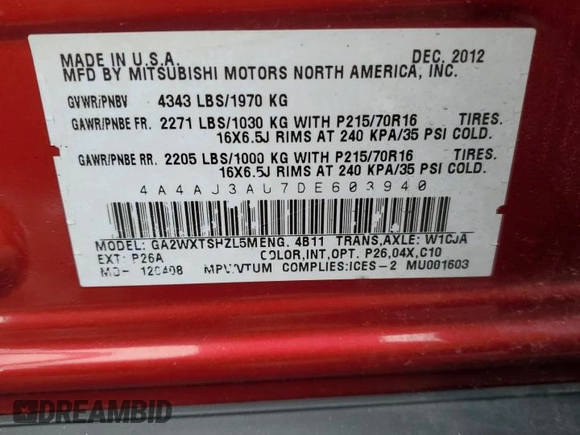 MADE IN U.S.A. DEC. 2012
MFD BY MITSUBISHI MOTORS NORTH AMERICA, INC.
GVWR/PNBV 4343 LBS/1970 KG
GAWR/PNBE FR. 2271 LBS/1030 KG WITH P215/70R16 TIRES.
16X6.5J RIMS AT 240 KPA/35 PSI COLD.
GAWR/PNBE RR. 2205 LBS/1000 KG WITH P215/70R16 TIRES.
16X6.5J RIMS AT 240 KPA/35 PSI COLD.
4A4AJ3AU7DE603940
MODEL: GA2WXTSHZL5M ENG. 4B11 TRANS,AXLE: W1CJA
EXT: P26A COLOR,INT,OPT. P26,04X,C10
120408 MPV/VTUM COMPLIES:ICES-2 MU001603
DREAMBID